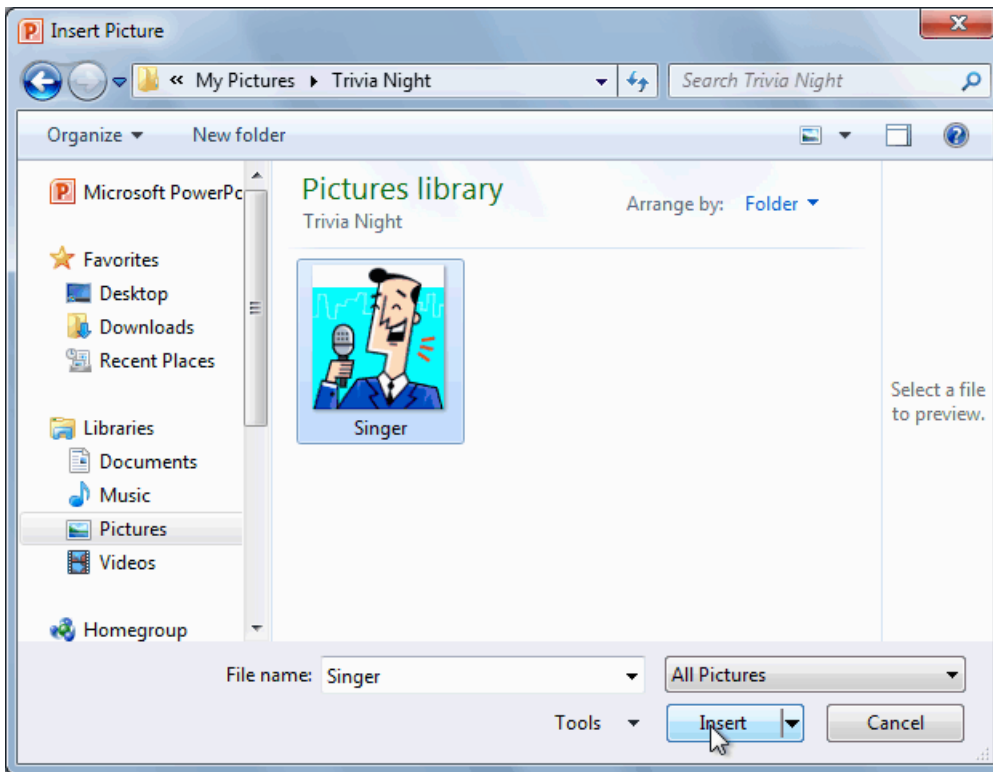 Insert Picture
« My Pictures Trivia Night
Search Trivia Night
Organize New folder
Microsoft PowerPo
Pictures library
Trivia Night
Arrange by: Folder
Favorites
Desktop
Downloads
Recent Places
Singer
Select a file
to preview.
Libraries
Documents
Music
Pictures
Videos
Homegroup
File name: Singer
All Pictures
Tools Insert Cancel